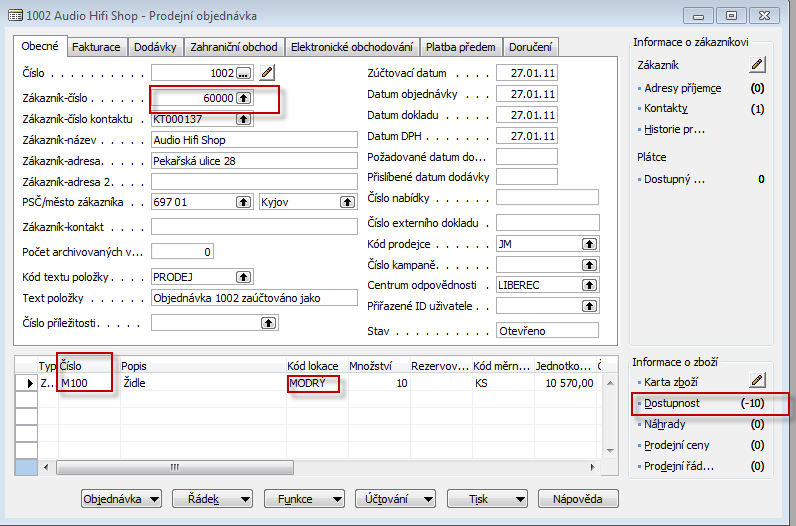 1002 Audio Hifi Shop - Prodejní objednávka
Obecné Fakturace Dodávky Zahraniční obchod Elektronické obchodování Platba předem Doručení
Číslo . . . . . . . . . . . 1002
Zákazník-číslo . . . . . . 60000
Zákazník-číslo kontaktu . KT000137
Zákazník-název . . . . . Audio Hifi Shop
Zákazník-adresa. . . . . Pekařská ulice 28
Zákazník-adresa 2. . . .
PSČ/město zákazníka . . 697 01 Kyjov
Zákazník-kontakt . . . .
Počet archivovaných v... 0
Kód textu položky . . . . PRODEJ
Text položky . . . . . . Objednávka 1002 zaúčtováno jako
Číslo příležitosti. . . . .
Zúčtovací datum . . . . 27.01.11
Datum objednávky . . . 27.01.11
Datum dokladu . . . . . 27.01.11
Datum DPH . . . . . . . 27.01.11
Požadované datum do...
Přislíbené datum dodávky
Číslo nabídky . . . . . .
Číslo externího dokladu .
Kód prodejce . . . . . . JM
Číslo kampaně. . . . . .
Centrum odpovědnosti . LIBEREC
Přiřazené ID uživatele . .
Stav . . . . . . . . . . Otevřeno
Informace o zákazníkovi
Zákazník
Adresy příjemce (0)
Kontakty (1)
Historie pr...
Plátce
Dostupný ... 0
Typ Číslo Popis Kód lokace Množství Rezervov... Kód měrn... Jednotko... Č
Z... M100 Židle MODRÝ 10 KS 10 570,00
Informace o zboží
Karta zboží
Dostupnost (-10)
Náhrady (0)
Prodejní ceny (0)
Prodejní řád... (0)
Objednávka Řádek Funkce Účtování Tisk Nápověda